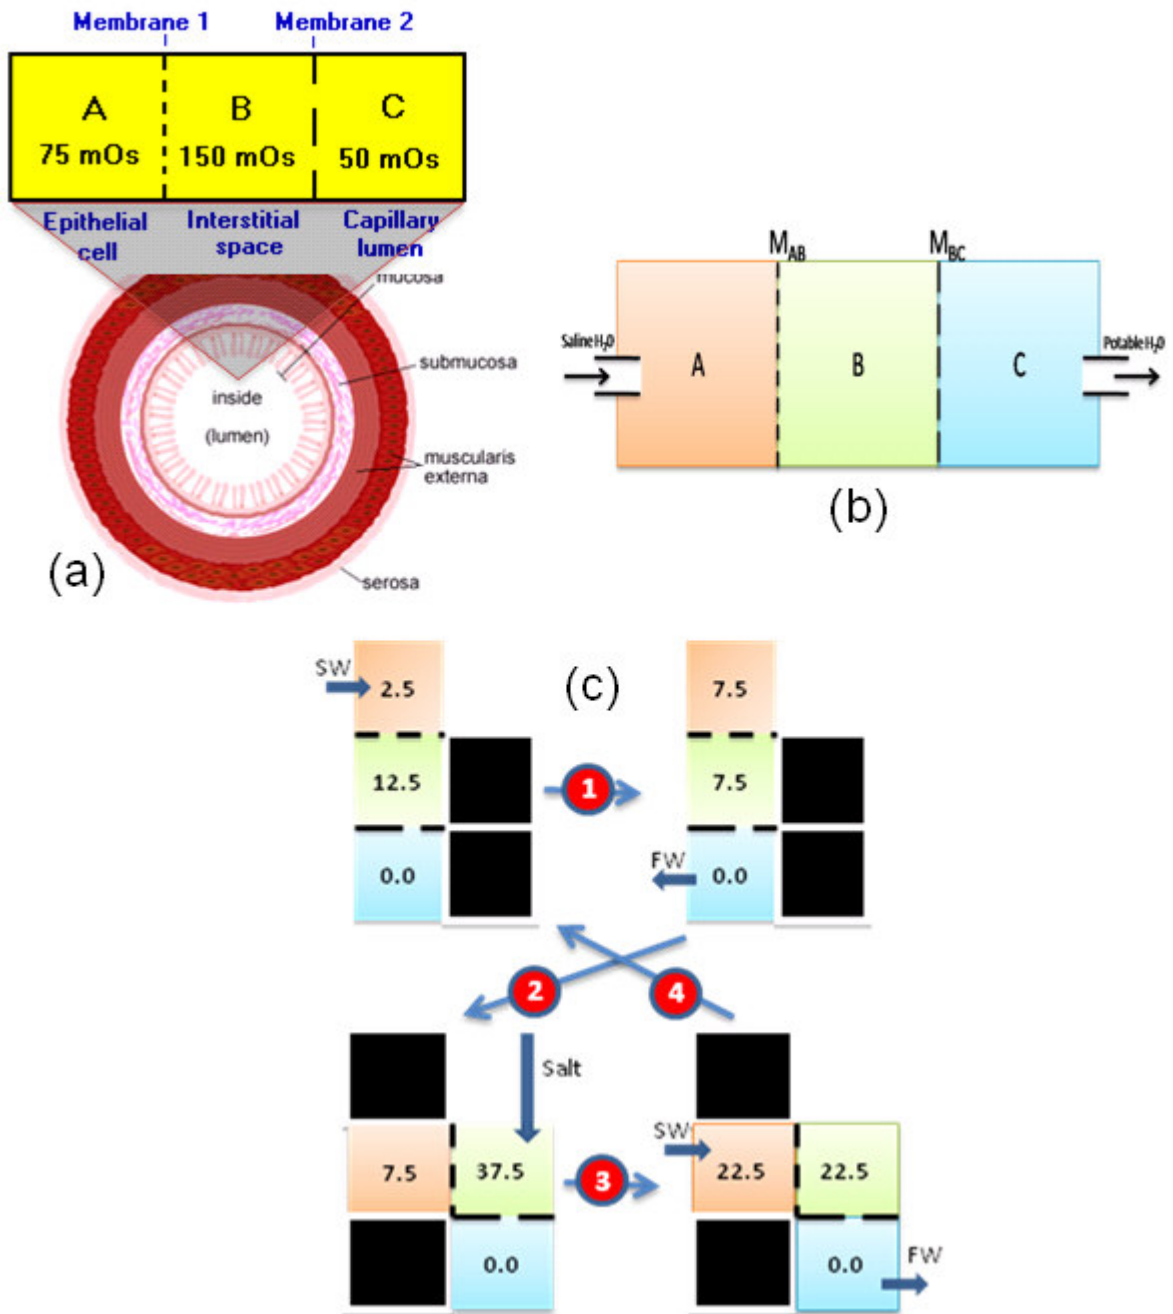 Membrane 1 Membrane 2
A B C
75 mOs 150 mOs 50 mOs
Epithelial cell
Interstitial space
Capillary lumen
mucosa
submucosa
inside
(lumen)
muscularis
externa
serosa
(a)
M_AB M_BC
Saline H₂O
A B C
Potable H₂O
(b)
(c)
SW
2.5
12.5
0.0
1
7.5
7.5
FW
0.0
2
4
Salt
7.5 37.5
0.0
3
SW
22.5 22.5
0.0
FW